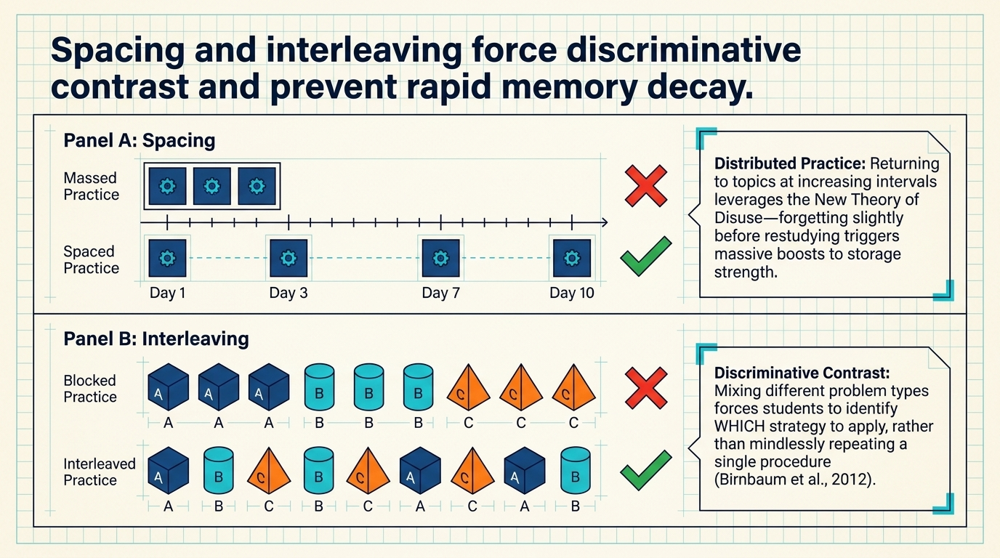 Spacing and interleaving force discriminative
contrast and prevent rapid memory decay.
Panel A: Spacing
Massed
Practice
Spaced
Practice
Day 1
Day 3
Day 7
Day 10
Distributed Practice: Returning
to topics at increasing intervals
leverages the New Theory of
Disuse—forgetting slightly
before restudying triggers
massive boosts to storage
strength.
Panel B: Interleaving
Blocked
Practice
A A A B B B C C C
A A A B B B C C C
Interleaved
Practice
A B C B C A C A B
A B C B C A C A B
Discriminative Contrast:
Mixing different problem types
forces students to identify
WHICH strategy to apply, rather
than mindlessly repeating a
single procedure
(Birnbaum et al., 2012).